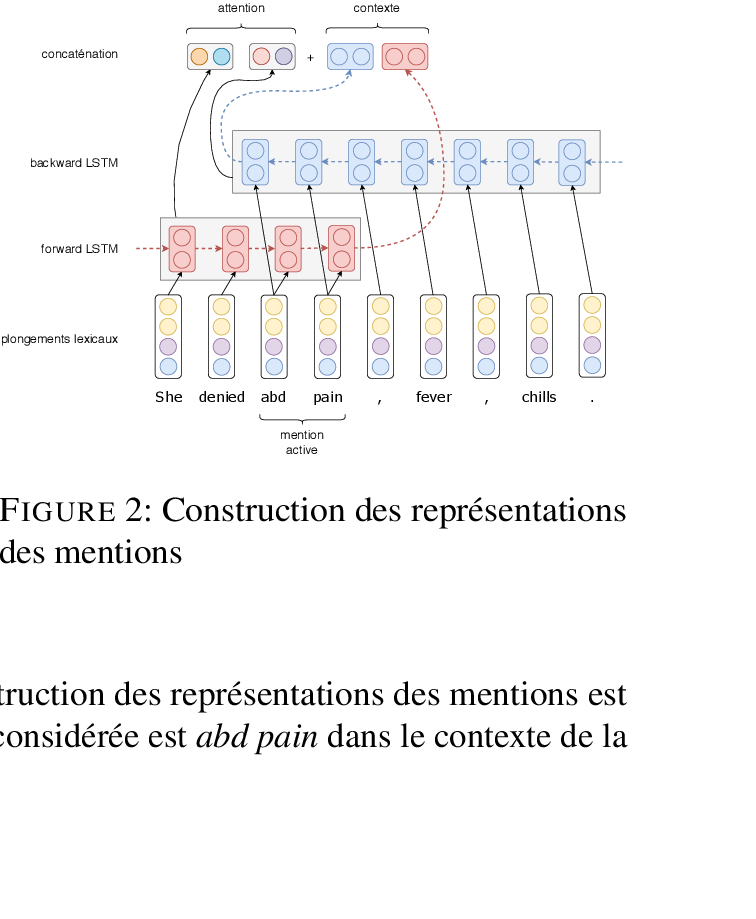 attention contexte
concaténation
+
backward LSTM
forward LSTM
plongements lexicaux
She denied abd pain , fever , chills .
mention
active
FIGURE 2: Construction des représentations
des mentions
truction des représentations des mentions est
considérée est abd pain dans le contexte de la